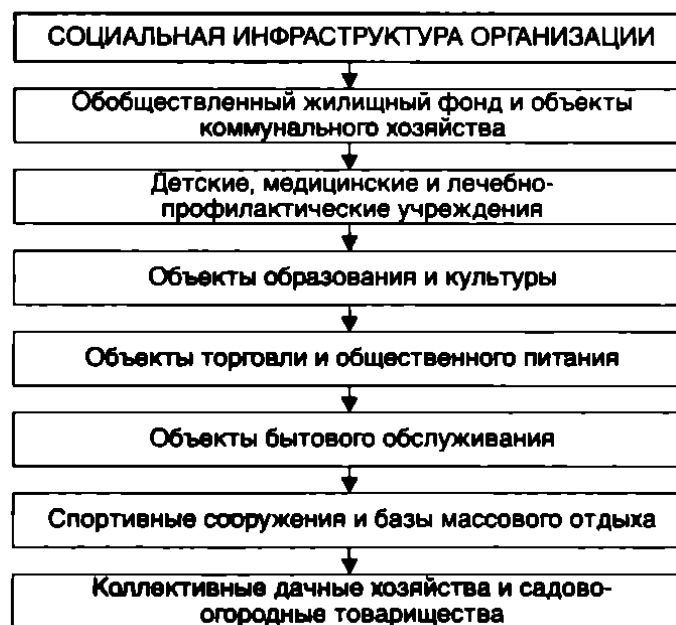 СОЦИАЛЬНАЯ ИНФРАСТРУКТУРА ОРГАНИЗАЦИИ
Обобществленный жилищный фонд и объекты
коммунального хозяйства
Детские, медицинские и лечебно-
профилактические учреждения
Объекты образования и культуры
Объекты торговли и общественного питания
Объекты бытового обслуживания
Спортивные сооружения и базы массового отдыха
Коллективные дачные хозяйства и садово-
огородные товарищества